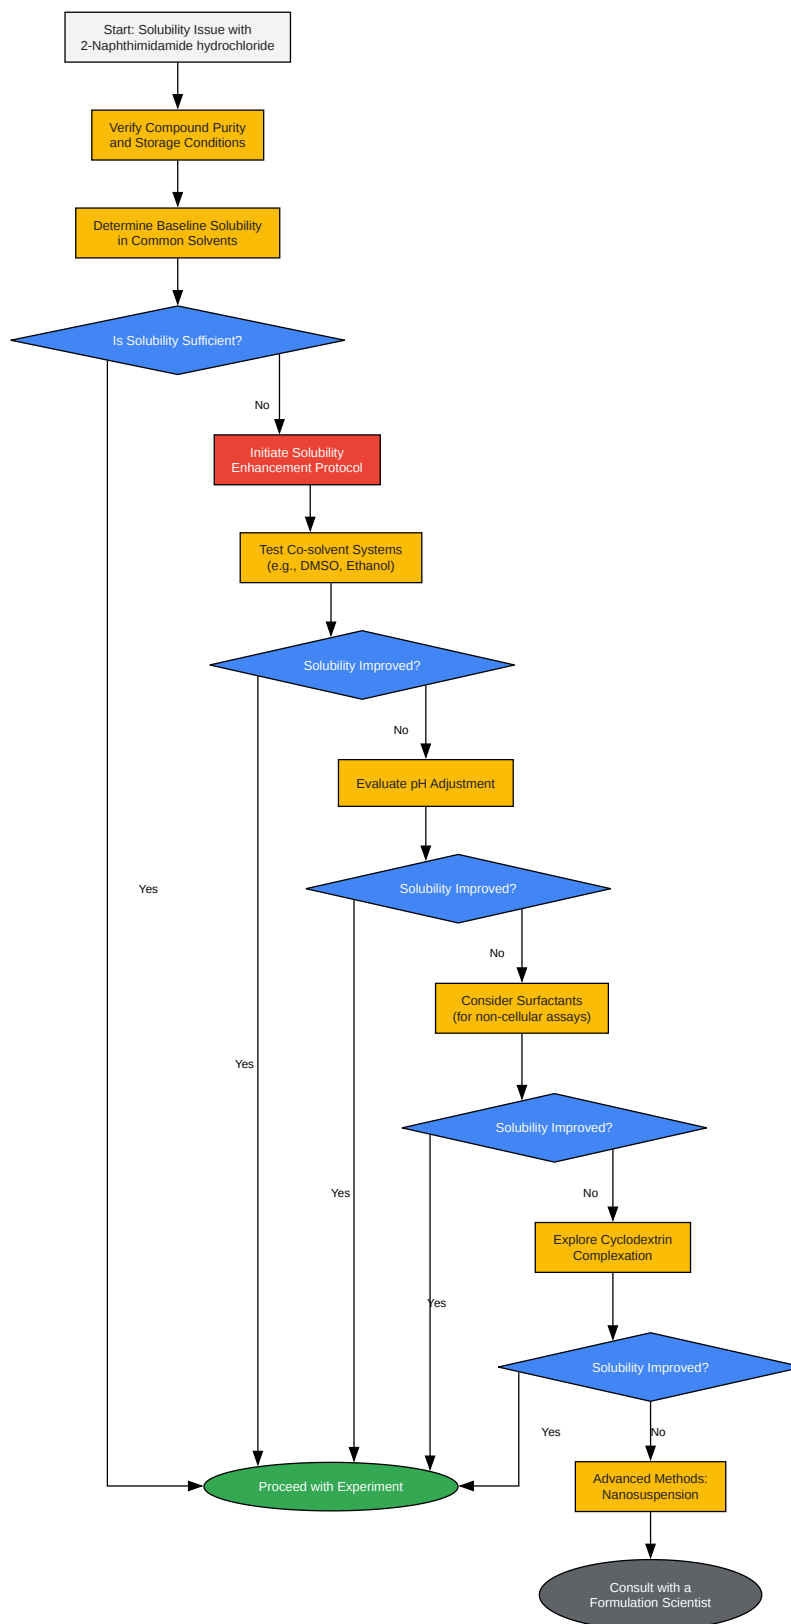 Start: Solubility Issue with
2-Naphthimidamide hydrochloride
Verify Compound Purity
and Storage Conditions
Determine Baseline Solubility
in Common Solvents
Is Solubility Sufficient?
No
Initiate Solubility
Enhancement Protocol
Test Co-solvent Systems
(e.g., DMSO, Ethanol)
Solubility Improved?
No
Evaluate pH Adjustment
Yes
Solubility Improved?
No
Consider Surfactants
(for non-cellular assays)
Yes
Solubility Improved?
Yes
No
Explore Cyclodextrin
Complexation
Yes
Solubility Improved?
Yes
No
Proceed with Experiment
Advanced Methods:
Nanosuspension
Consult with a
Formulation Scientist